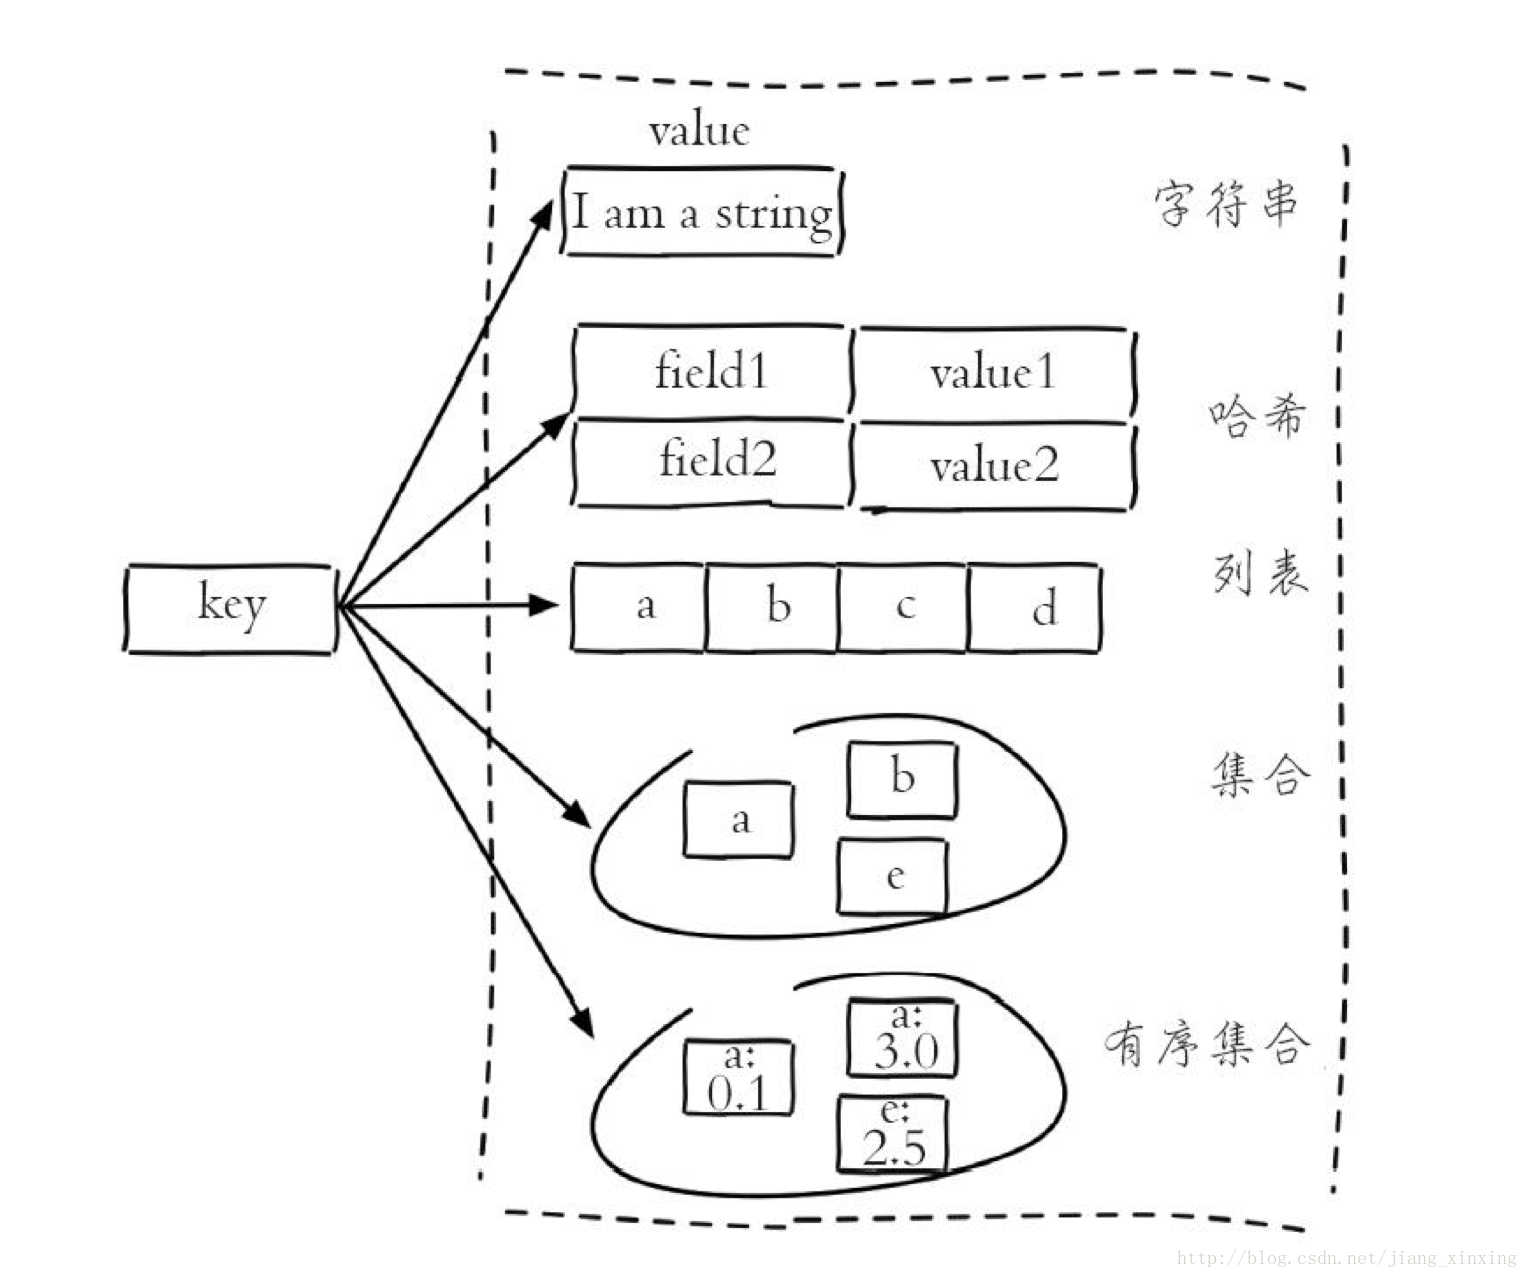 value
I am a string
字符串
field1 value1
哈希
field2 value2
列表
key
a b c d
集合
b
a
e
有序集合
a:
3.0
a:
0.1
e:
2.5
http://blog.csdn.net/jiang_xinxing